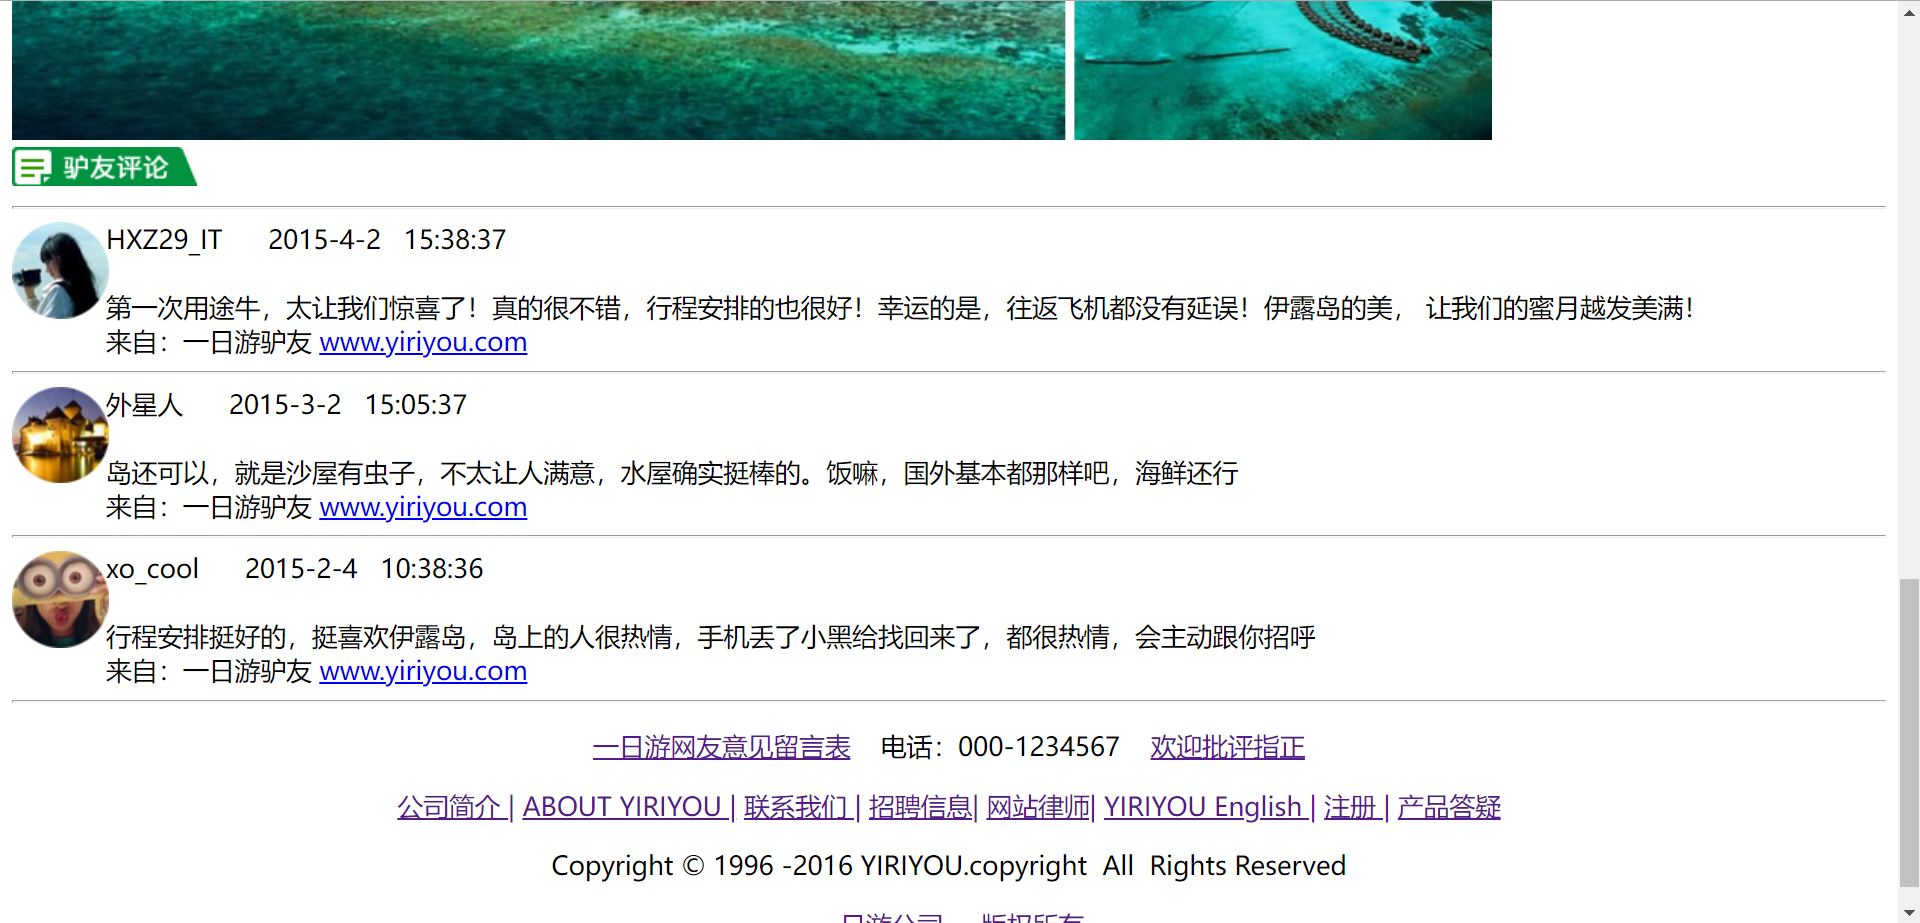 驴友评论
HXZ29_IT 2015-4-2 15:38:37
第一次用途牛，太让我们惊喜了！真的很不错，行程安排的也很好！幸运的是，往返飞机都没有延误！伊露岛的美， 让我们的蜜月越发美满！
来自：一日游驴友 www.yiriyou.com
外星人 2015-3-2 15:05:37
岛还可以，就是沙屋有虫子，不太让人满意，水屋确实挺棒的。饭嘛，国外基本都那样吧，海鲜还行
来自：一日游驴友 www.yiriyou.com
xo_cool 2015-2-4 10:38:36
行程安排挺好的，挺喜欢伊露岛，岛上的人很热情，手机丢了小黑给找回来了，都很热情，会主动跟你招呼
来自：一日游驴友 www.yiriyou.com
一日游网友意见留言表 电话：000-1234567 欢迎批评指正
公司简介 | ABOUT YIRIYOU | 联系我们 | 招聘信息| 网站律师| YIRIYOU English | 注册 | 产品答疑
Copyright © 1996 -2016 YIRIYOU.copyright All Rights Reserved
日游公司 版权所有